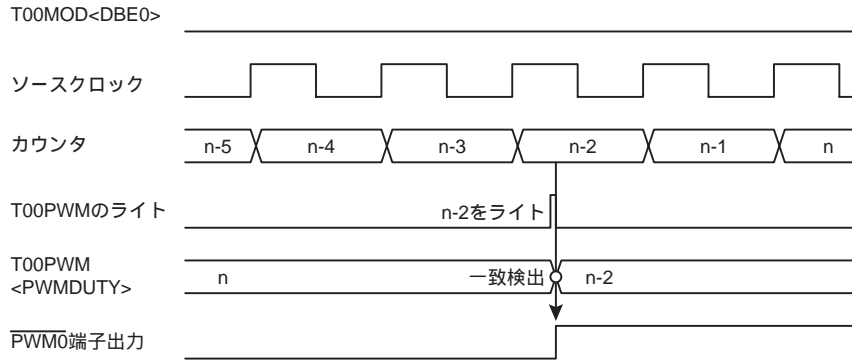 T00MOD<DBE0>
ソースクロック
カウンタ n-5 n-4 n-3 n-2 n-1 n
T00PWMのライト n-2をライト
T00PWM
<PWMDUTY> n 一致検出 n-2
PWM0端子出力